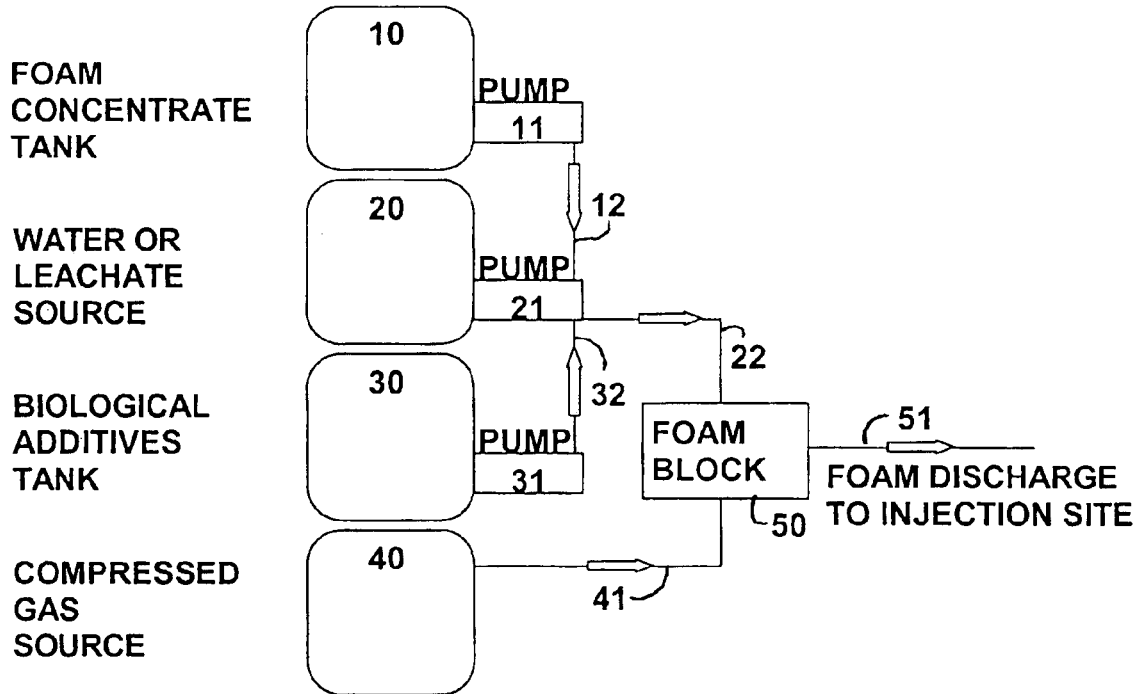 10
FOAM
CONCENTRATE
TANK
PUMP
11
12
20
WATER OR
LEACHATE
SOURCE
PUMP
21
22
32
30
BIOLOGICAL
ADDITIVES
TANK
PUMP
31
FOAM
BLOCK
50
51
FOAM DISCHARGE
TO INJECTION SITE
40
COMPRESSED
GAS
SOURCE
41